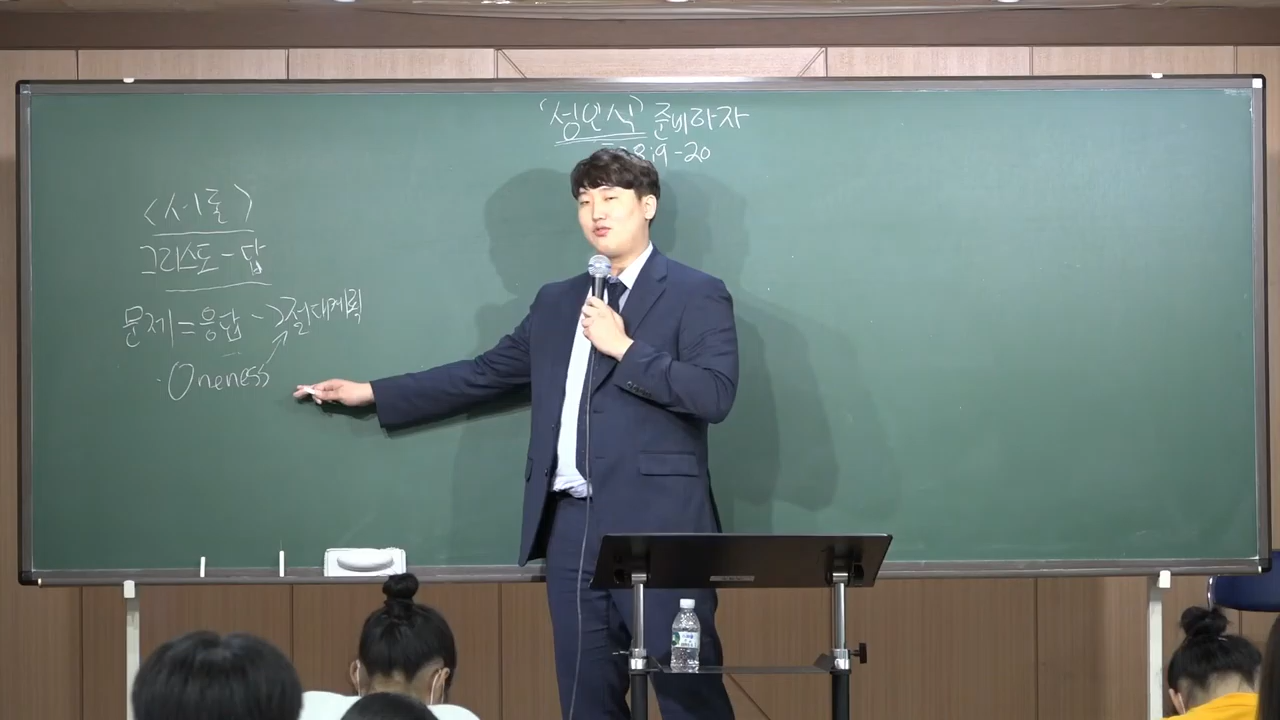 '성인식' 준비하자
8:9-20
<서론>
그리스도-답
문제=응답->절대계획
Oneness